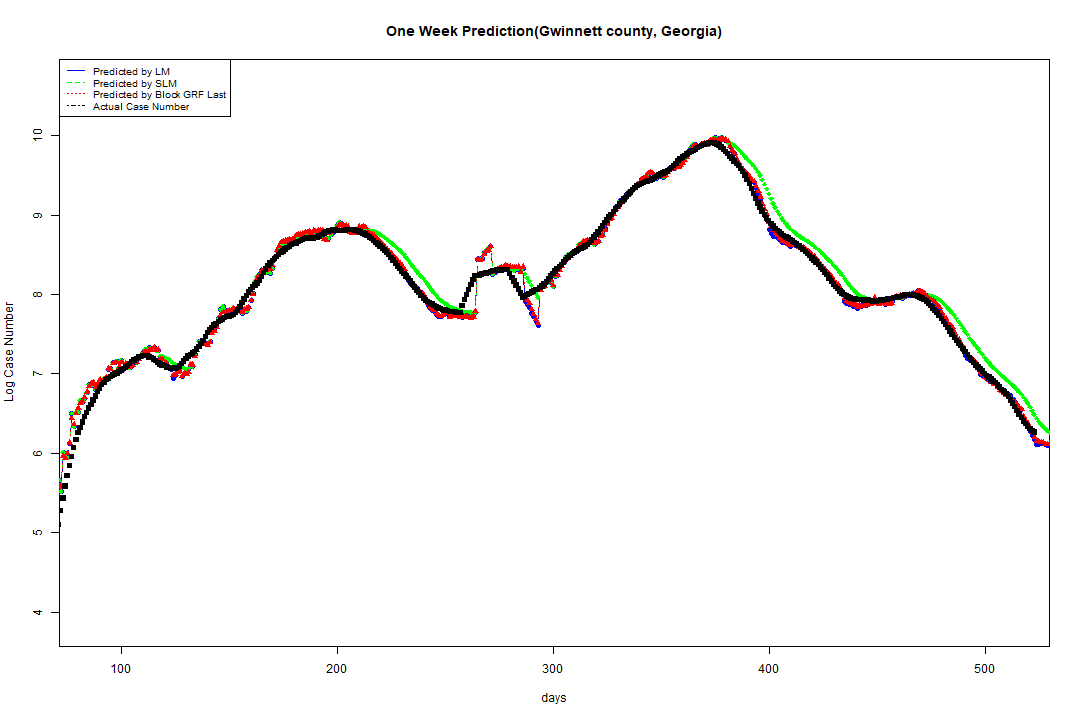 One Week Prediction(Gwinnett county, Georgia)
Predicted by LM
Predicted by SLM
Predicted by Block GRF Last
Actual Case Number
Log Case Number
10
9
8
7
6
5
4
100 200 300 400 500
days